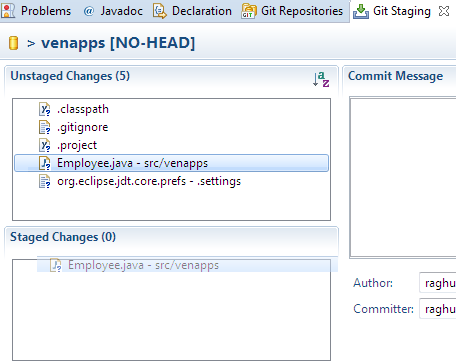 Problems @ Javadoc Declaration Git Repositories Git Staging
> venapps [NO-HEAD]
Unstaged Changes (5)
Commit Message
.classpath
.gitignore
.project
Employee.java - src/venapps
org.eclipse.jdt.core.prefs - .settings
Staged Changes (0)
Employee.java - src/venapps
Author: raghu
Committer: raghu